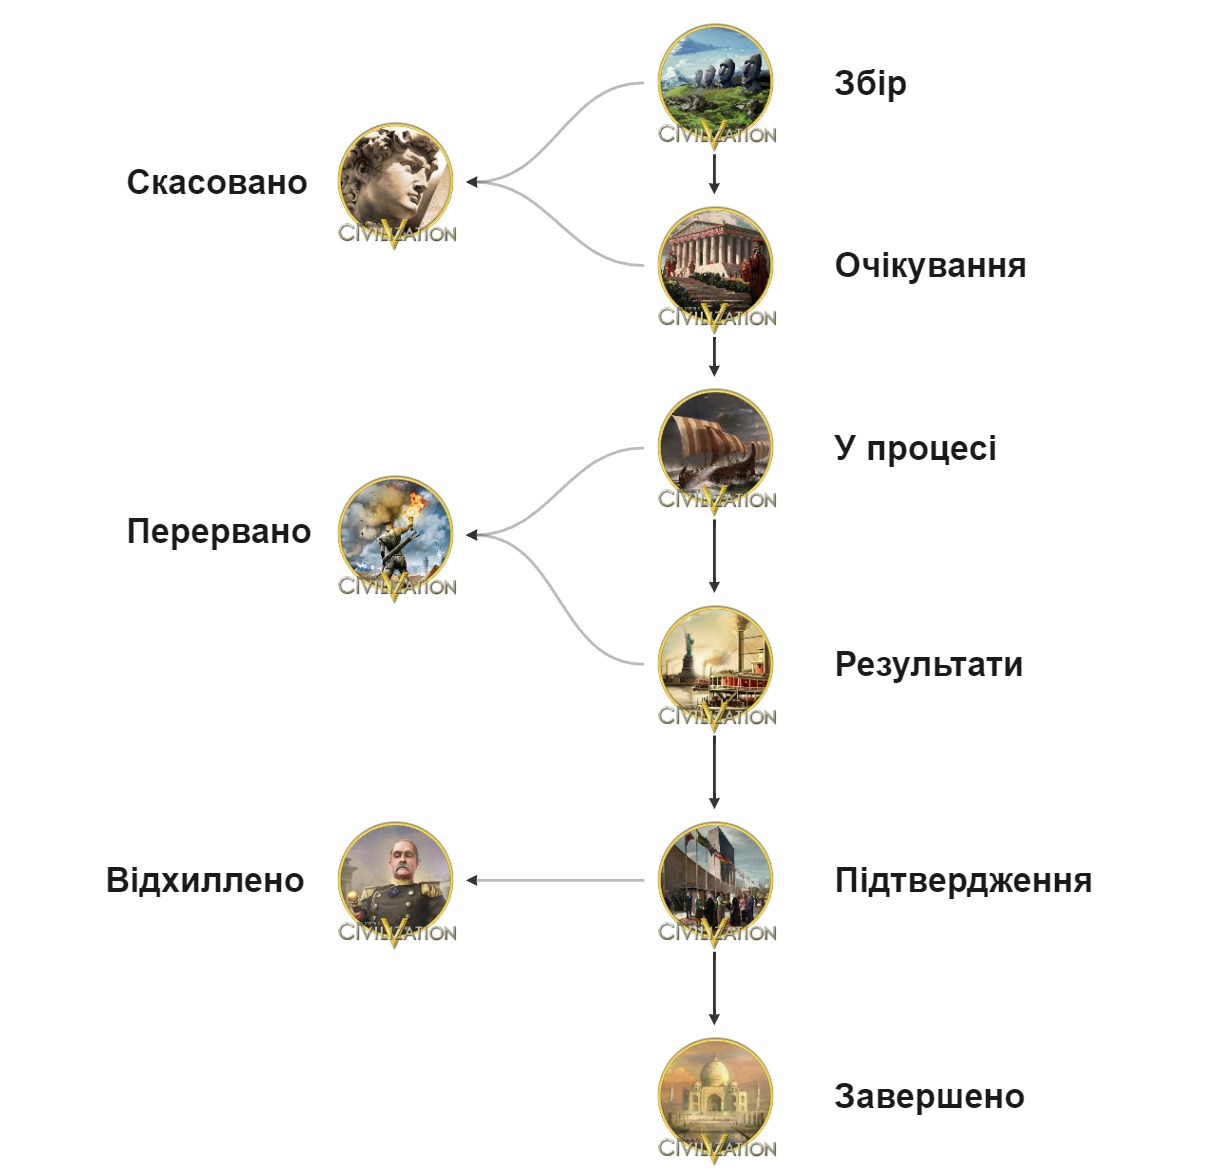 Збір
CIVILIZATION
V
Скасовано
CIVILIZATION
V
Очікування
CIVILIZATION
V
У процесі
CIVILIZATION
V
Перервано
CIVILIZATION
V
Результати
CIVILIZATION
V
Відхиллено
CIVILIZATION
V
Підтвердження
CIVILIZATION
V
Завершено
CIVILIZATION
V